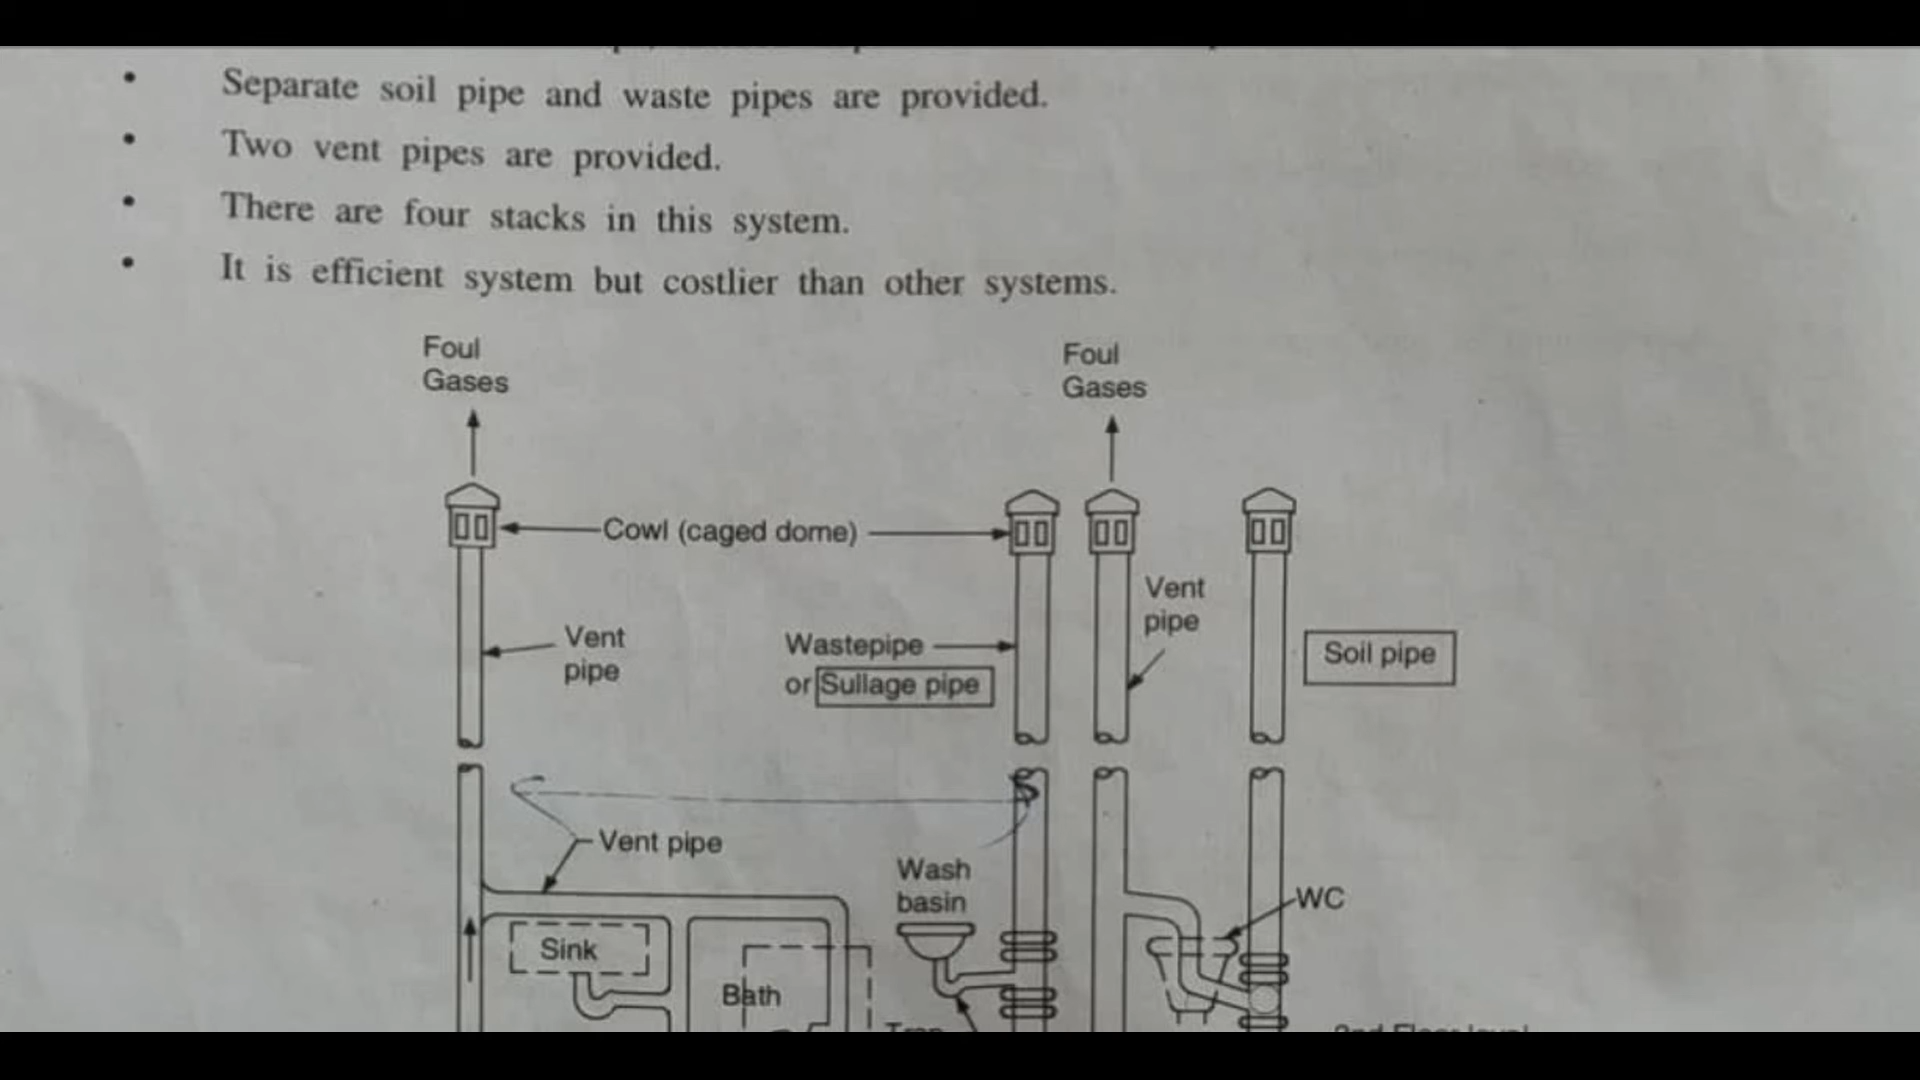 • Separate soil pipe and waste pipes are provided.
• Two vent pipes are provided.
• There are four stacks in this system.
• It is efficient system but costlier than other systems.
Foul
Gases
Foul
Gases
Cowl (caged dome)
Vent
pipe
Wastepipe
or Sullage pipe
Vent
pipe
Soil pipe
Vent pipe
Wash
basin
WC
Sink
Bath